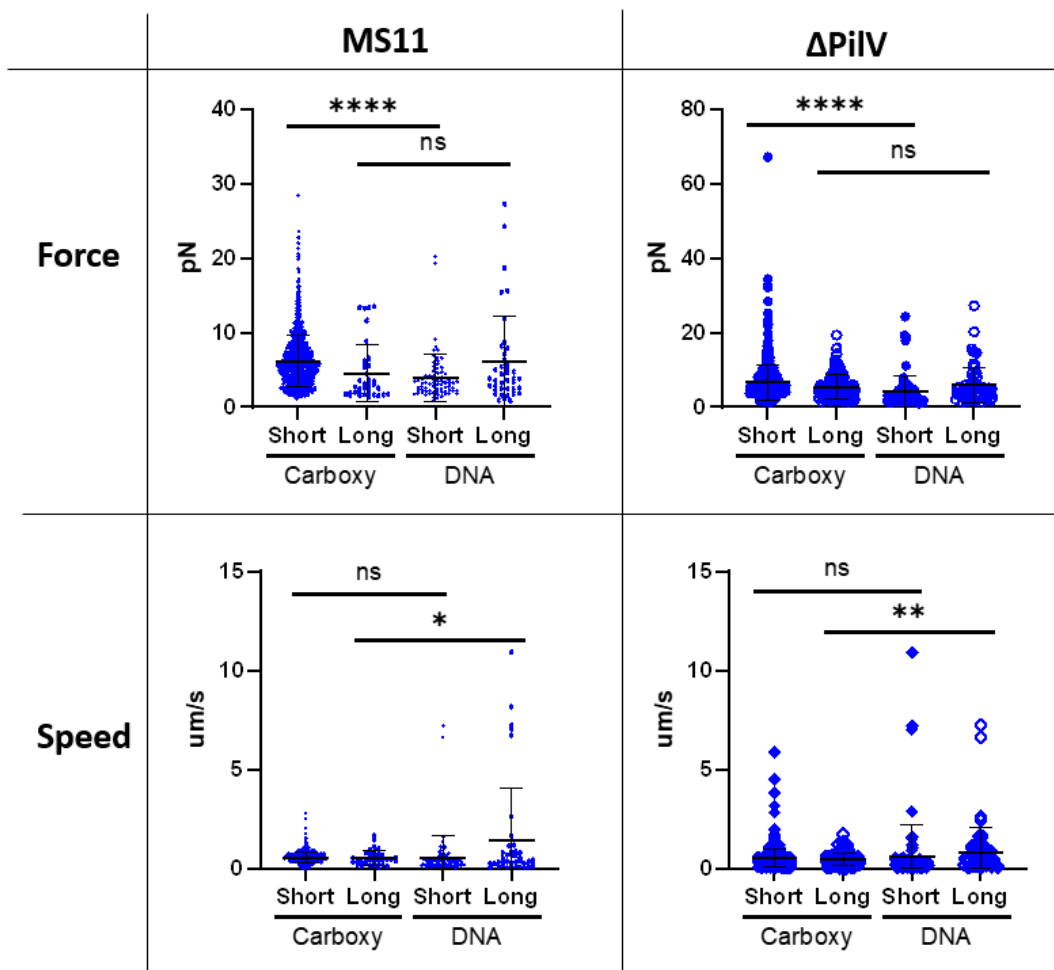 MS11
ΔPilV
Force
40
30
20
10
0
pN
****
ns
Short Long Short Long
Carboxy DNA
80
60
40
20
0
pN
****
ns
Short Long Short Long
Carboxy DNA
Speed
15
10
5
0
um/s
ns
*
Short Long Short Long
Carboxy DNA
15
10
5
0
um/s
ns
**
Short Long Short Long
Carboxy DNA